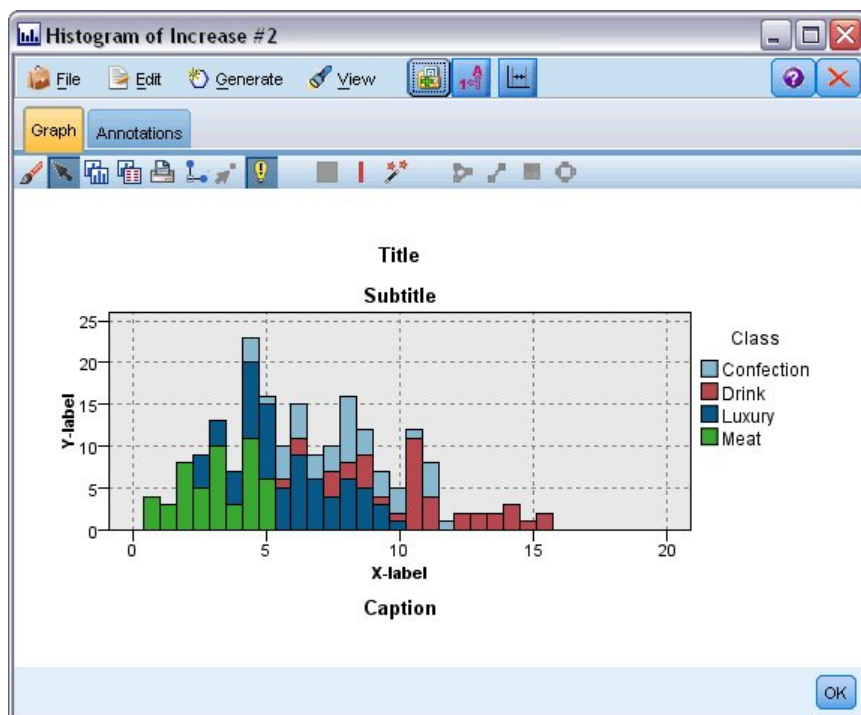 Histogram of Increase #2
File Edit Generate View
Graph Annotations
Title
Subtitle
25
20
15
10
5
0
Y-label
0 5 10 15 20
X-label
Caption
Class
Confection
Drink
Luxury
Meat
OK